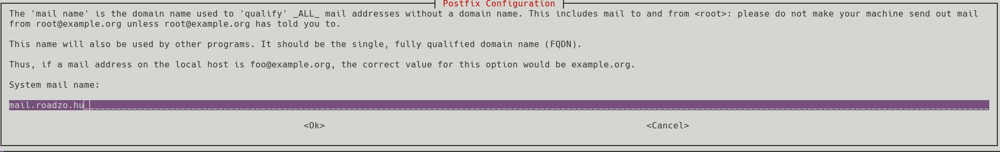 Postfix Configuration
The 'mail name' is the domain name used to 'qualify' _ALL_ mail addresses without a domain name. This includes mail to and from <root>: please do not make your machine send out mail
from root@example.org unless root@example.org has told you to.
This name will also be used by other programs. It should be the single, fully qualified domain name (FQDN).
Thus, if a mail address on the local host is foo@example.org, the correct value for this option would be example.org.
System mail name:
mail.roadzo.hu
<Ok> <Cancel>